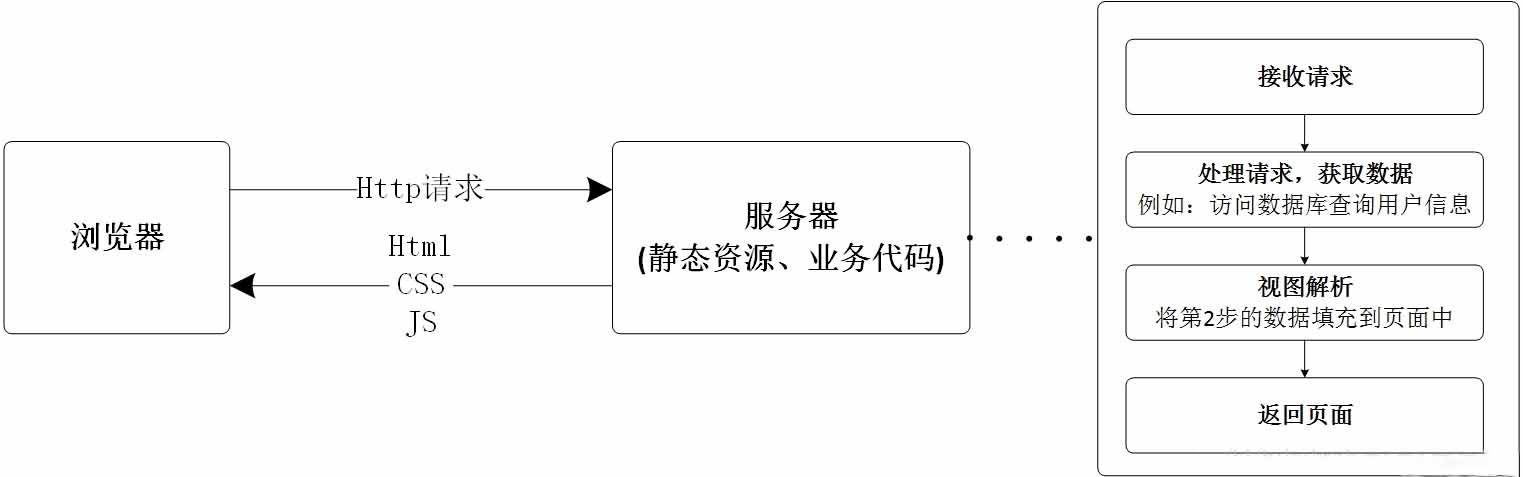 浏览器
Http请求
Html
CSS
JS
服务器
(静态资源、业务代码)
接收请求
处理请求，获取数据
例如：访问数据库查询用户信息
视图解析
将第2步的数据填充到页面中
返回页面